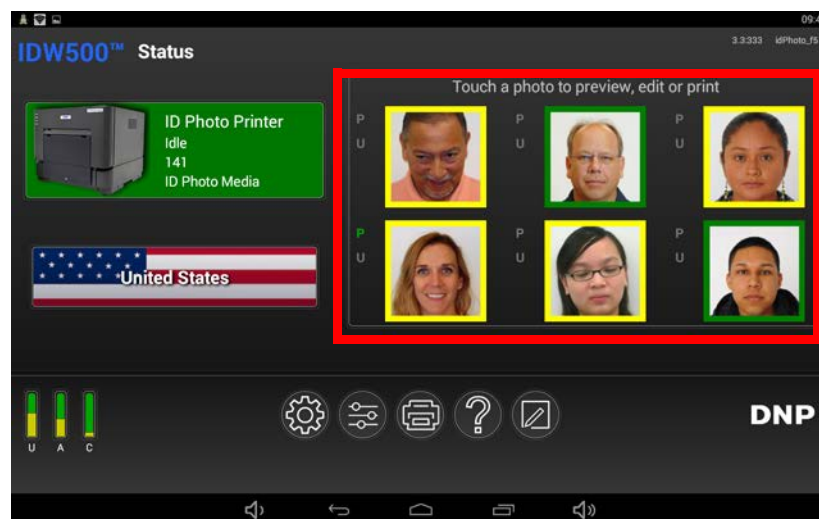 09:4
IDW500™ Status
3.3:333 idPhoto_f5
Touch a photo to preview, edit or print
ID Photo Printer
Idle
141
ID Photo Media
P
U
P
U
P
U
P
U
P
U
P
U
United States
U A C
DNP